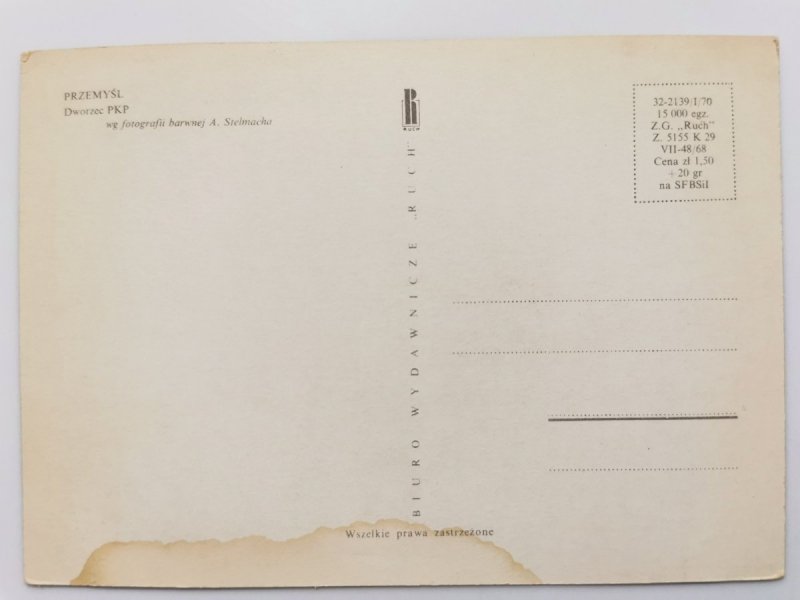 PRZEMYŚL
Dworzec PKP
wg fotografii barwnej A. Stelmacha
RUCH
BIURO WYDAWNICZE „RUCH”
32-2139/I/70
15 000 egz.
Z.G. „Ruch”
Z. 5155 K 29
VII-48/68
Cena zł 1,50
+ 20 gr
na SFBSiI
Wszelkie prawa zastrzeżone